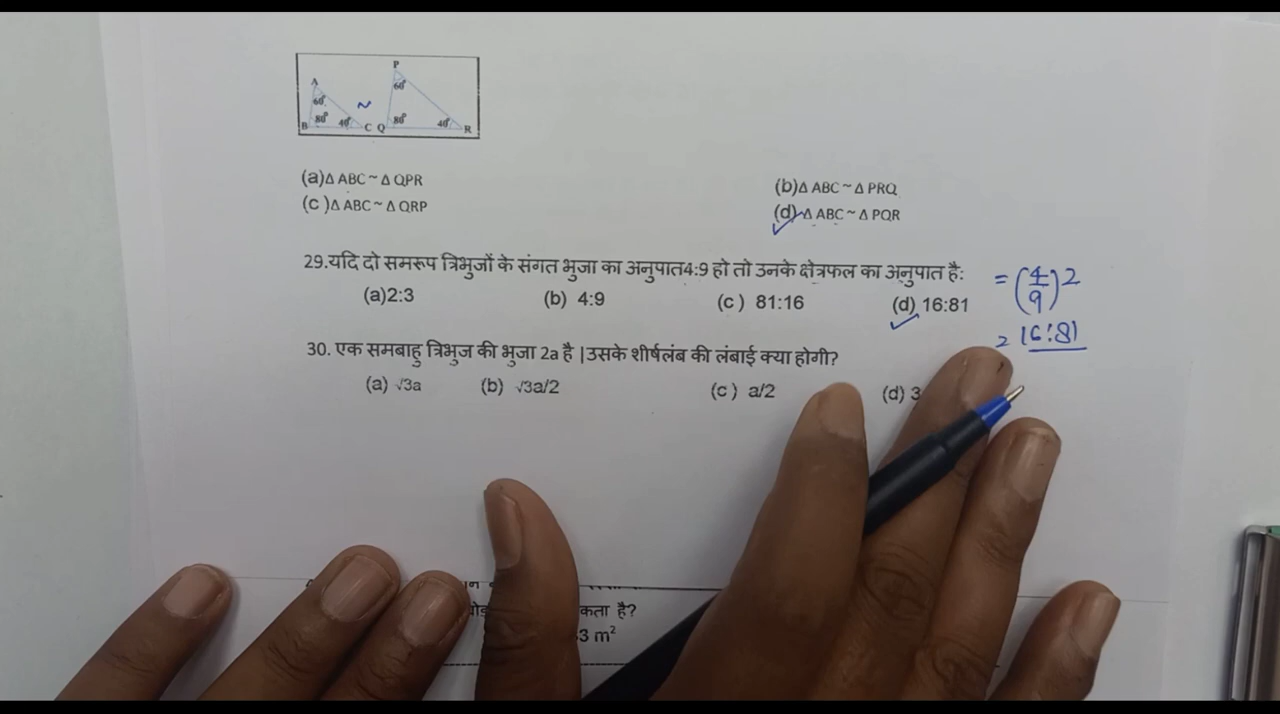 P
A
60°
60°
~
B 80° 40° C Q 80° 40° R
(a)Δ ABC ~ Δ QPR (b)Δ ABC ~ Δ PRQ
(c )Δ ABC ~ Δ QRP (d) Δ ABC ~ Δ PQR
29.यदि दो समरूप त्रिभुजों के संगत भुजा का अनुपात4:9 हो तो उनके क्षेत्रफल का अनुपात है: = (4/9)2
(a)2:3 (b) 4:9 (c ) 81:16 (d) 16:81
= 16:81
30. एक समबाहु त्रिभुज की भुजा 2a है |उसके शीर्षलंब की लंबाई क्या होगी?
(a) √3a (b) √3a/2 (c ) a/2 (d) 3
कता है?
3 m²